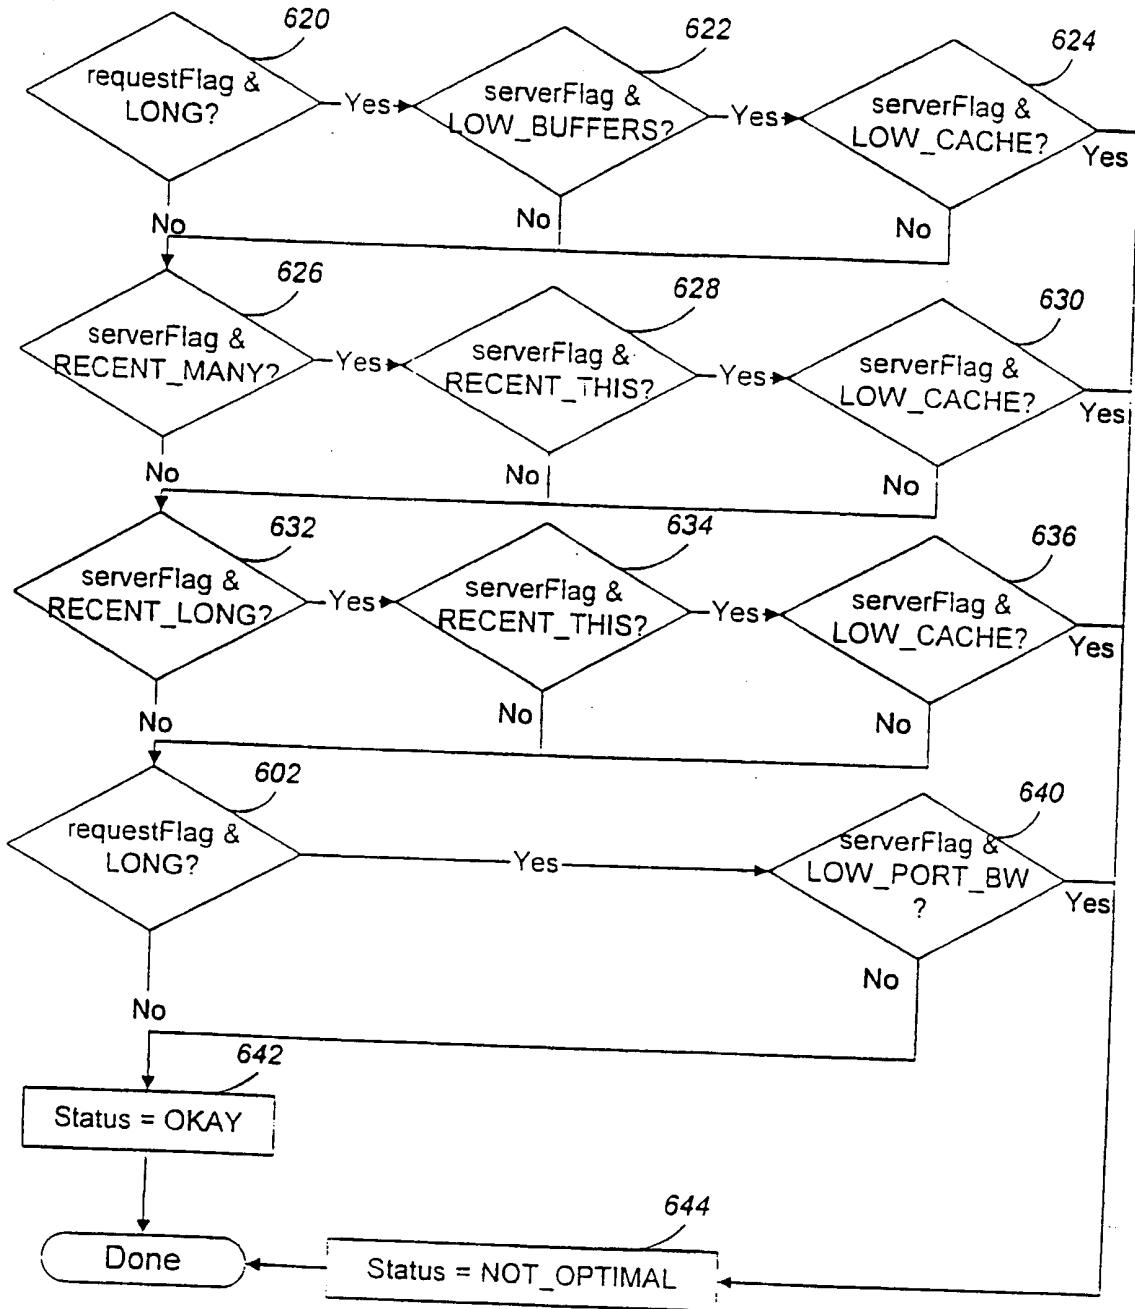 620
requestFlag &
LONG?
Yes
No
622
serverFlag &
LOW_BUFFERS?
Yes
No
624
serverFlag &
LOW_CACHE?
Yes
No
626
serverFlag &
RECENT_MANY?
Yes
No
628
serverFlag &
RECENT_THIS?
Yes
No
630
serverFlag &
LOW_CACHE?
Yes
No
632
serverFlag &
RECENT_LONG?
Yes
No
634
serverFlag &
RECENT_THIS?
Yes
No
636
serverFlag &
LOW_CACHE?
Yes
No
602
requestFlag &
LONG?
Yes
No
640
serverFlag &
LOW_PORT_BW
?
Yes
No
642
Status = OKAY
Done
644
Status = NOT_OPTIMAL